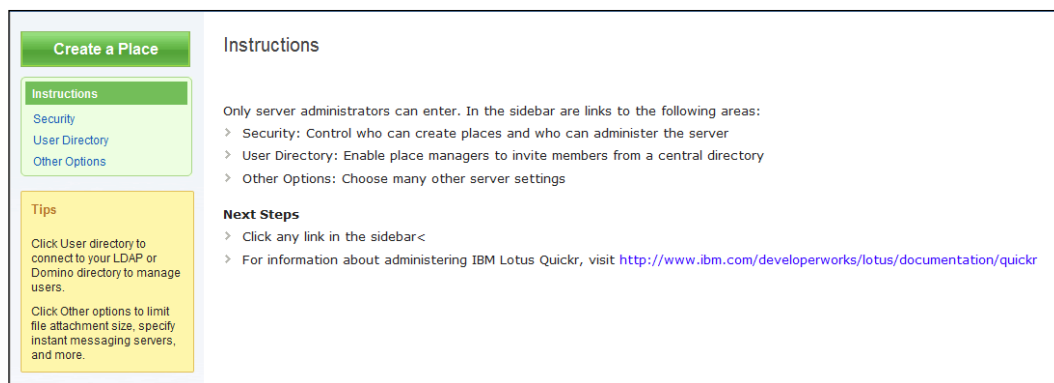 Create a Place
Instructions
Security
User Directory
Other Options
Tips
Click User directory to
connect to your LDAP or
Domino directory to manage
users.
Click Other options to limit
file attachment size, specify
instant messaging servers,
and more.
Instructions
Only server administrators can enter. In the sidebar are links to the following areas:
Security: Control who can create places and who can administer the server
User Directory: Enable place managers to invite members from a central directory
Other Options: Choose many other server settings
Next Steps
Click any link in the sidebar<
For information about administering IBM Lotus Quickr, visit http://www.ibm.com/developerworks/lotus/documentation/quickr